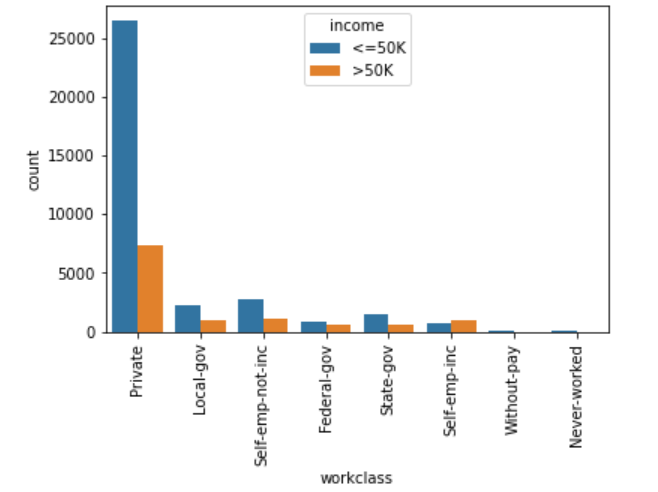 income
<=50K
>50K
25000
20000
15000
10000
5000
0
count
Private
Local-gov
Self-emp-not-inc
Federal-gov
State-gov
Self-emp-inc
Without-pay
Never-worked
workclass